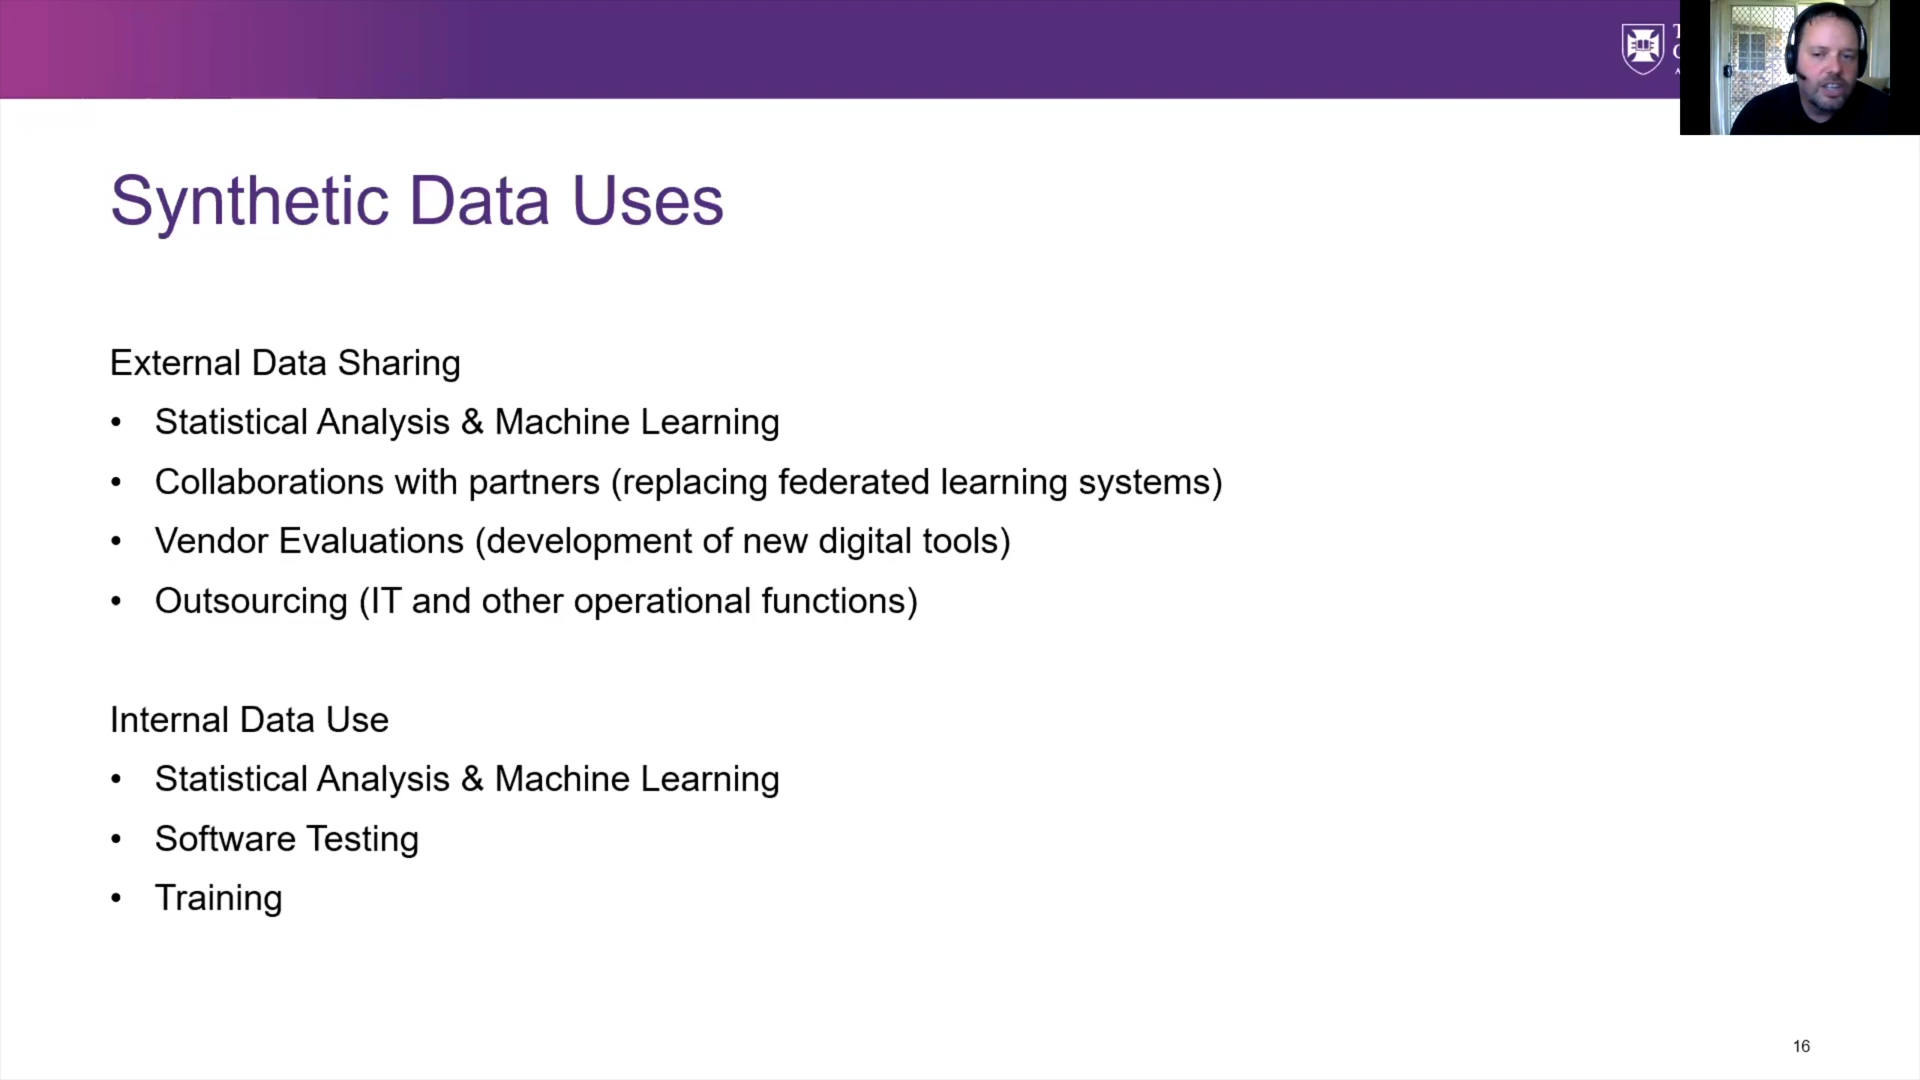 Synthetic Data Uses
External Data Sharing
• Statistical Analysis & Machine Learning
• Collaborations with partners (replacing federated learning systems)
• Vendor Evaluations (development of new digital tools)
• Outsourcing (IT and other operational functions)
Internal Data Use
• Statistical Analysis & Machine Learning
• Software Testing
• Training
16